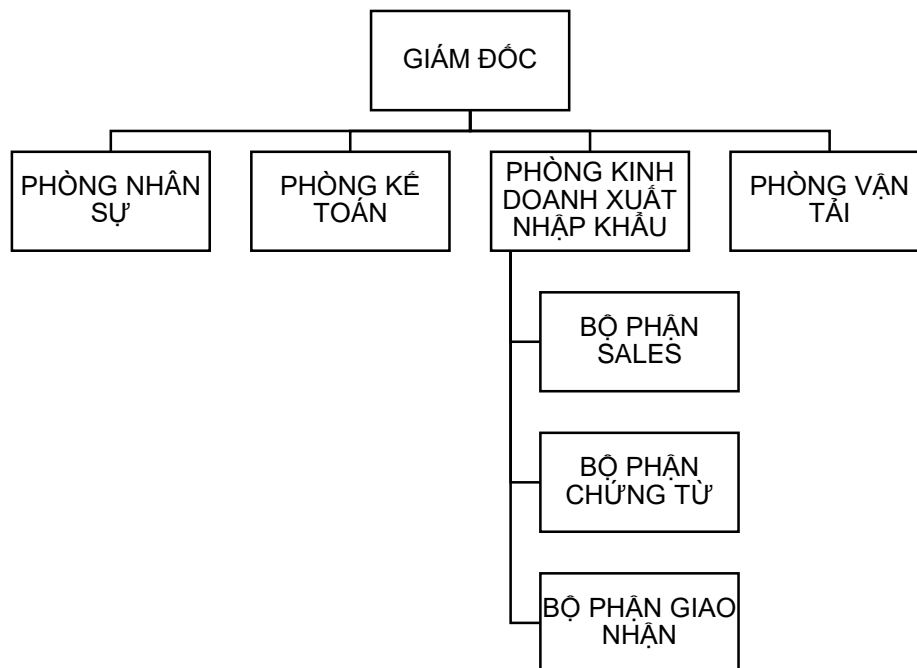 GIÁM ĐỐC
PHÒNG NHÂN
SỰ
PHÒNG KẾ
TOÁN
PHÒNG KINH
DOANH XUẤT
NHẬP KHẨU
PHÒNG VẬN
TẢI
BỘ PHẬN
SALES
BỘ PHẬN
CHỨNG TỪ
BỘ PHẬN GIAO
NHẬN